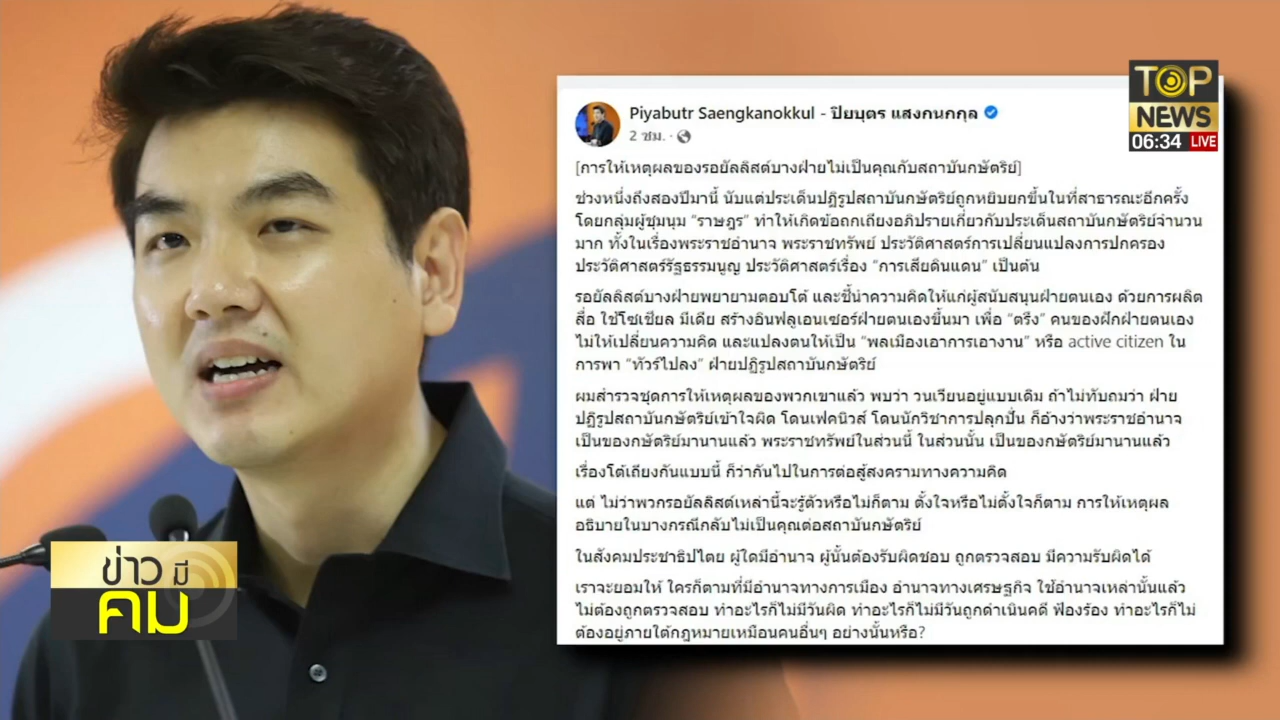 TOP
NEWS
06:34 LIVE
Piyabutr Saengkanokkul - ปิยบุตร แสงกนกกุล
2 ชม. ·
[การให้เหตุผลของรอยัลลิสต์บางฝ่ายไม่เป็นคุณกับสถาบันกษัตริย์]
ช่วงหนึ่งถึงสองปีมานี้ นับแต่ประเด็นปฏิรูปสถาบันกษัตริย์ถูกหยิบยกขึ้นในที่สาธารณะอีกครั้ง
โดยกลุ่มผู้ชุมนุม “ราษฎร” ทำให้เกิดข้อถกเถียงอภิปรายเกี่ยวกับประเด็นสถาบันกษัตริย์จำนวน
มาก ทั้งในเรื่องพระราชอำนาจ พระราชทรัพย์ ประวัติศาสตร์การเปลี่ยนแปลงการปกครอง
ประวัติศาสตร์รัฐธรรมนูญ ประวัติศาสตร์เรื่อง “การเสียดินแดน” เป็นต้น
รอยัลลิสต์บางฝ่ายพยายามตอบโต้ และชี้นำความคิดให้แก่ผู้สนับสนุนฝ่ายตนเอง ด้วยการผลิต
สื่อ ใช้โซเชียล มีเดีย สร้างอินฟลูเอนเซอร์ฝ่ายตนเองขึ้นมา เพื่อ “ตรึง” คนของฝักฝ่ายตนเอง
ไม่ให้เปลี่ยนความคิด และแปลงตนให้เป็น “พลเมืองเอาการเอางาน” หรือ active citizen ใน
การพา “ทัวร์ไปลง” ฝ่ายปฏิรูปสถาบันกษัตริย์
ผมสำรวจชุดการให้เหตุผลของพวกเขาแล้ว พบว่า วนเวียนอยู่แบบเดิม ถ้าไม่ทับถมว่า ฝ่าย
ปฏิรูปสถาบันกษัตริย์เข้าใจผิด โดนเฟคนิวส์ โดนนักวิชาการปลุกปั่น ก็อ้างว่าพระราชอำนาจ
เป็นของกษัตริย์มานานแล้ว พระราชทรัพย์ในส่วนนี้ ในส่วนนั้น เป็นของกษัตริย์มานานแล้ว
เรื่องโต้เถียงกันแบบนี้ ก็ว่ากันไปในการต่อสู้สงครามทางความคิด
แต่ ไม่ว่าพวกรอยัลลิสต์เหล่านี้จะรู้ตัวหรือไม่ก็ตาม ตั้งใจหรือไม่ตั้งใจก็ตาม การให้เหตุผล
อธิบายในบางกรณีกลับไม่เป็นคุณต่อสถาบันกษัตริย์
ในสังคมประชาธิปไตย ผู้ใดมีอำนาจ ผู้นั้นต้องรับผิดชอบ ถูกตรวจสอบ มีความรับผิดได้
เราจะยอมให้ ใครก็ตามที่มีอำนาจทางการเมือง อำนาจทางเศรษฐกิจ ใช้อำนาจเหล่านั้นแล้ว
ไม่ต้องถูกตรวจสอบ ทำอะไรก็ไม่มีวันผิด ทำอะไรก็ไม่มีวันถูกดำเนินคดี ฟ้องร้อง ทำอะไรก็ไม่
ต้องอยู่ภายใต้กฎหมายเหมือนคนอื่นๆ อย่างนั้นหรือ?
ข่าวมี
คม